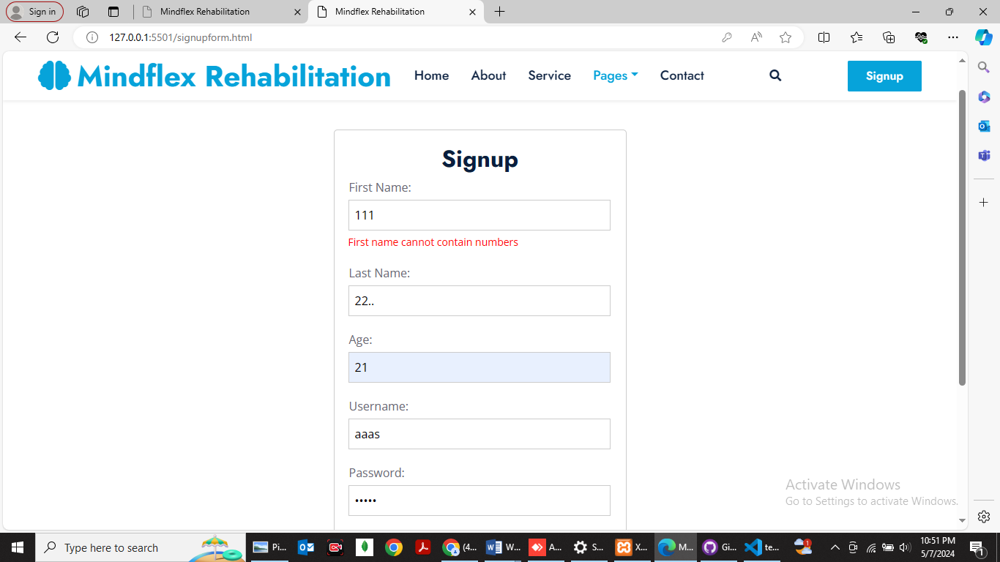 Sign in
Mindflex Rehabilitation
Mindflex Rehabilitation
127.0.0.1:5501/signupform.html
Mindflex Rehabilitation
Home
About
Service
Pages
Contact
Signup
Signup
First Name:
111
First name cannot contain numbers
Last Name:
22..
Age:
21
Username:
aaas
Password:
•••••
Activate Windows
Go to Settings to activate Windows.
Type here to search
Pi...
(4...
W...
A...
S...
X...
M...
Gi...
te...
1
10:51 PM
5/7/2024
1